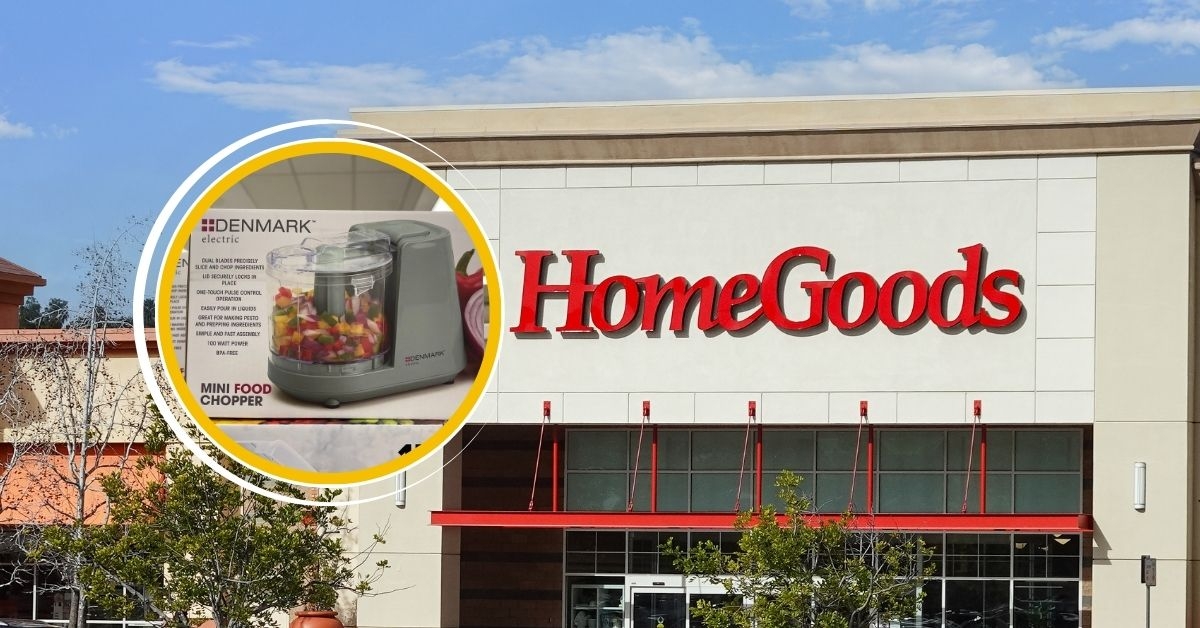 DENMARK™
electric
DUAL BLADES PRECISELY
SLICE AND CHOP INGREDIENTS
LID SECURELY LOCKS IN
PLACE
ONE-TOUCH PULSE CONTROL
OPERATION
EASILY POUR IN LIQUIDS
GREAT FOR MAKING PESTO
AND PREPPING INGREDIENTS
SIMPLE AND FAST ASSEMBLY
100 WATT POWER
BPA-FREE
MINI FOOD
CHOPPER
DENMARK
HomeGoods